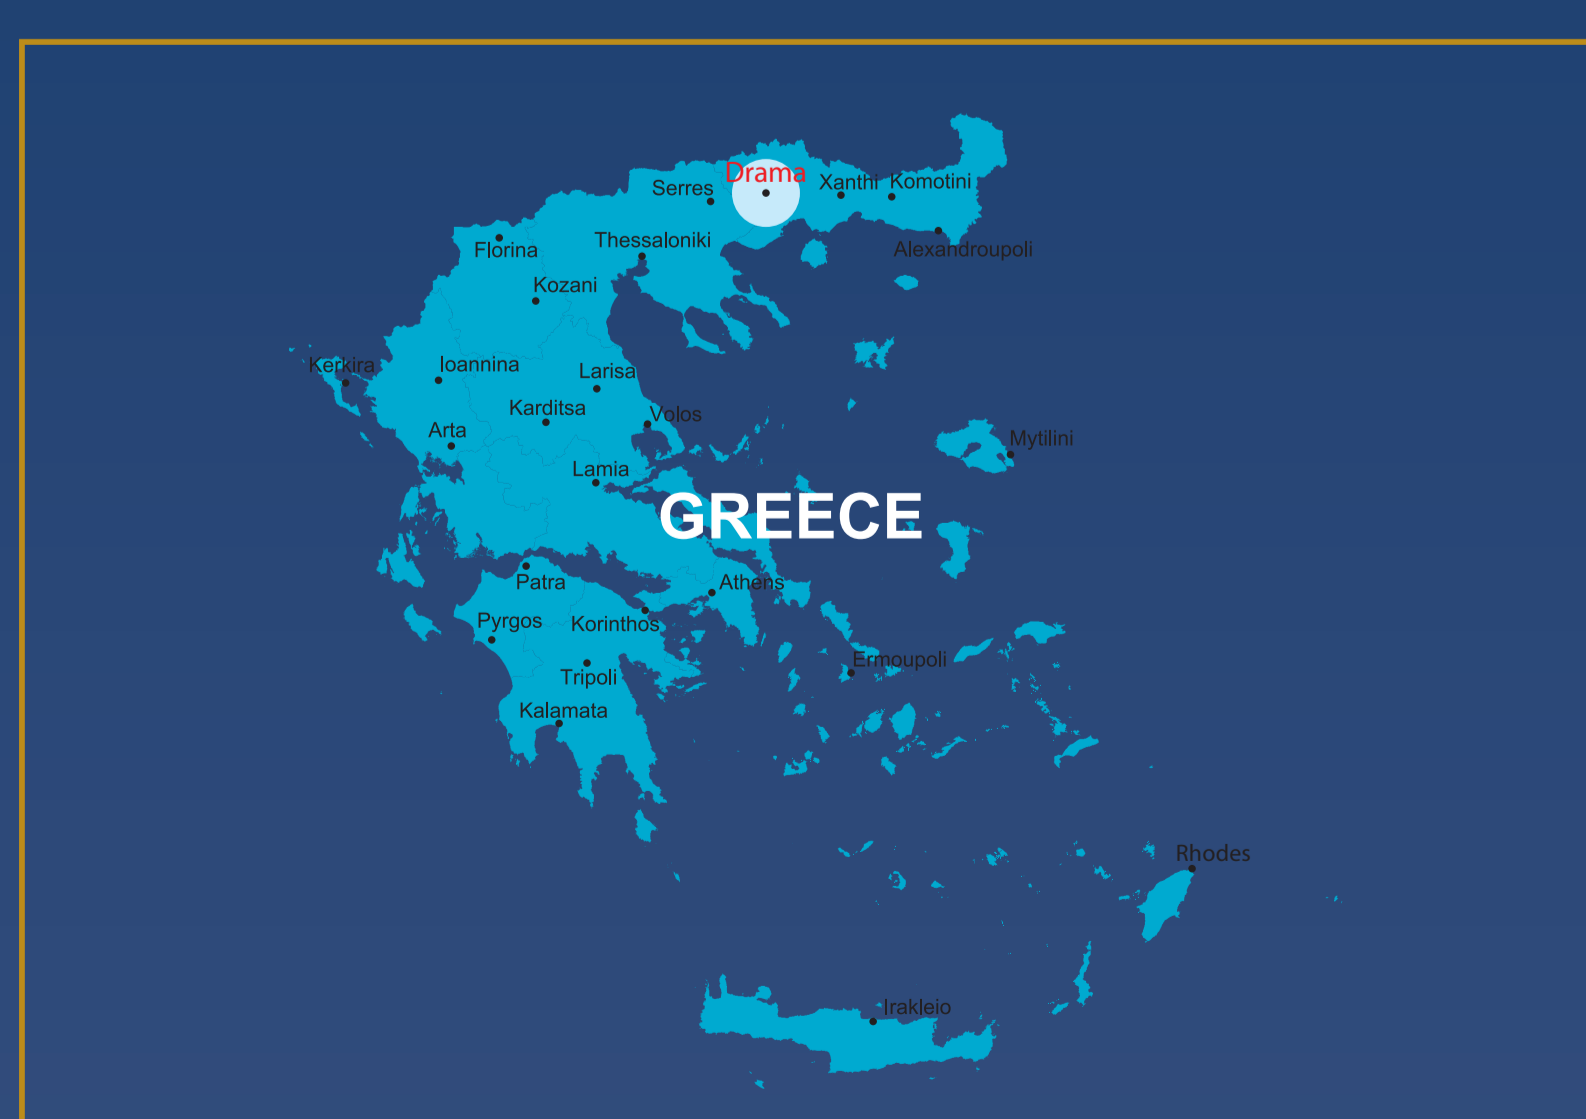 Drama
Serres
Xanthi
Komotini
Thessaloniki
Florina
Alexandroupoli
Kozani
Kerkira
Ioannina
Larisa
Karditsa
Volos
Arta
Mytilini
Lamia
GREECE
Patra
Athens
Pyrgos
Korinthos
Ermoupoli
Tripoli
Kalamata
Rhodes
Irakleio